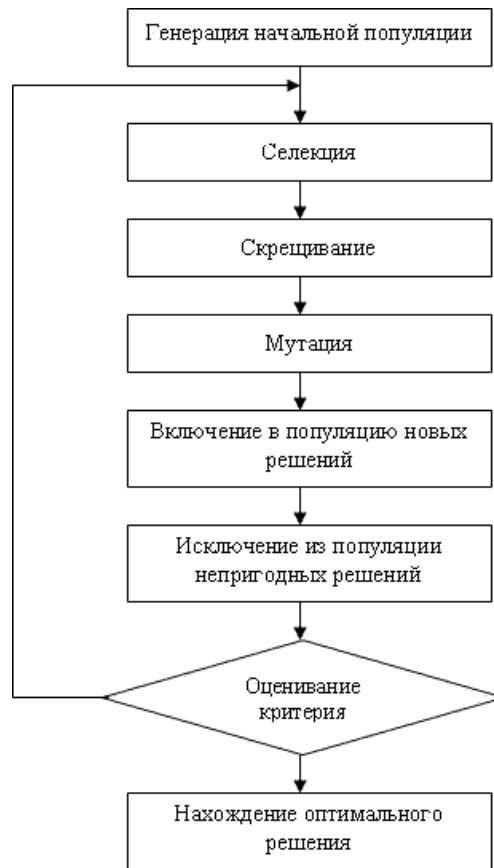 Генерация начальной популяции
Селекция
Скрещивание
Мутация
Включение в популяцию новых
решений
Исключение из популяции
непригодных решений
Оценивание
критерия
Нахождение оптимального
решения